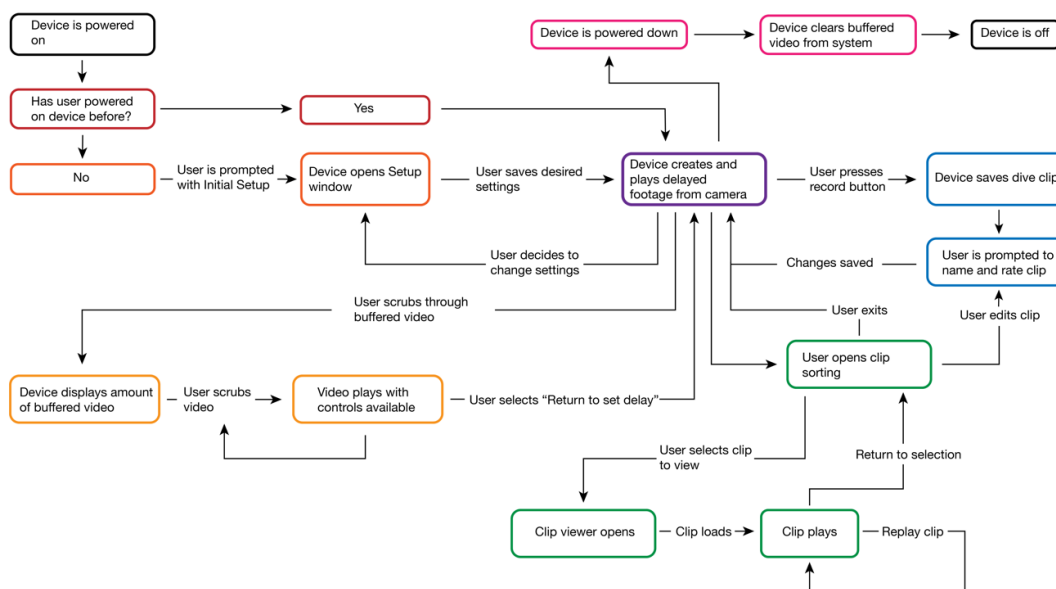 Device is powered
on
Device is powered down
Device clears buffered
video from system
Device is off
Has user powered
on device before?
Yes
No
User is prompted
with Initial Setup
Device opens Setup
window
User saves desired
settings
Device creates and
plays delayed
footage from camera
User presses
record button
Device saves dive clip
User decides to
change settings
Changes saved
User is prompted to
name and rate clip
User scrubs through
buffered video
User exits
User edits clip
User opens clip
sorting
Device displays amount
of buffered video
User scrubs
video
Video plays with
controls available
User selects “Return to set delay”
User selects clip
to view
Return to selection
Clip viewer opens
Clip loads
Clip plays
Replay clip